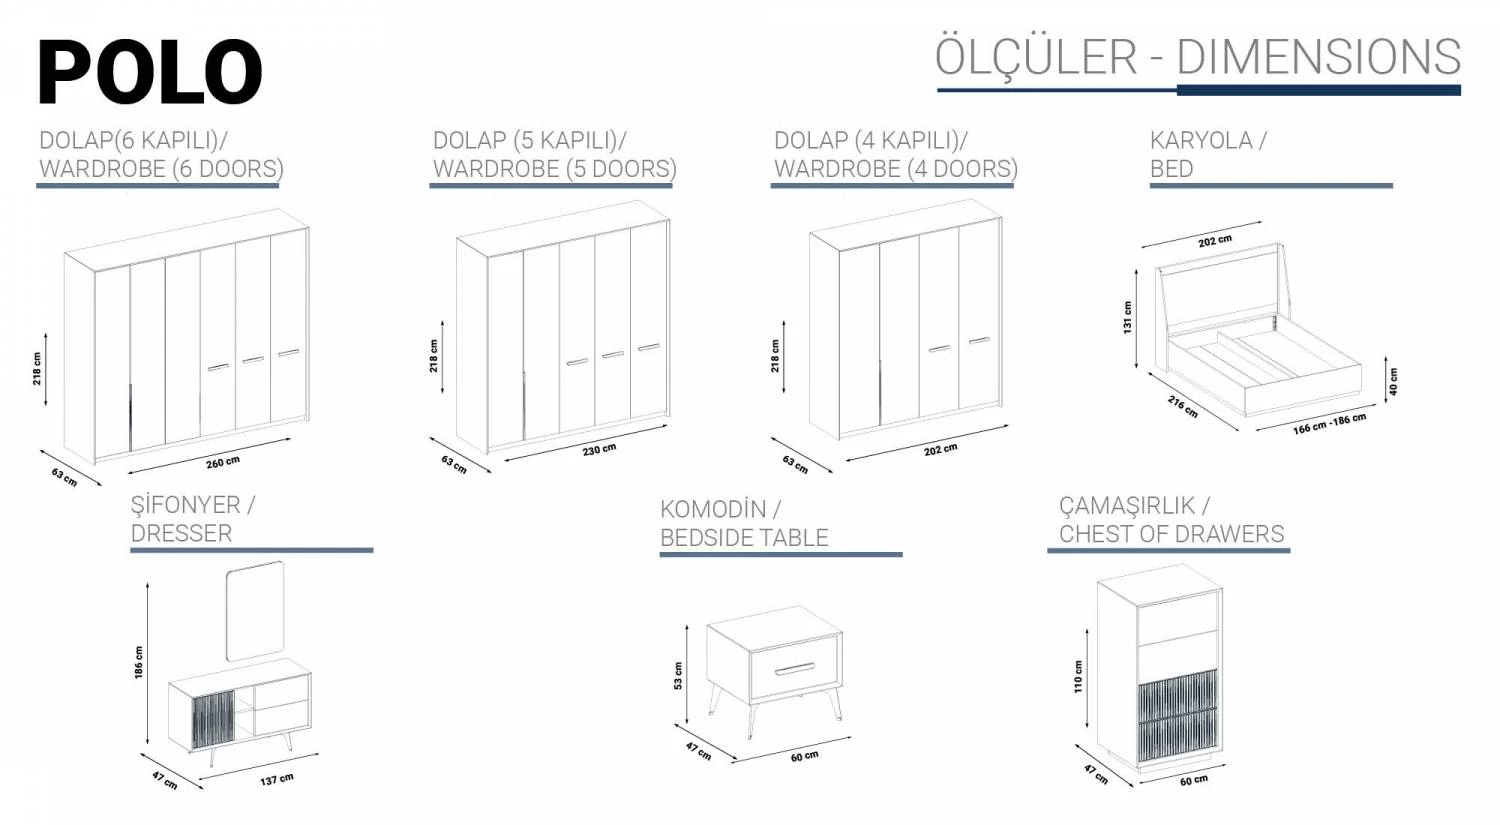 POLO
ÖLÇÜLER - DIMENSIONS
DOLAP(6 KAPILI)/
WARDROBE (6 DOORS)
218 cm
63 cm
260 cm
DOLAP (5 KAPILI)/
WARDROBE (5 DOORS)
218 cm
63 cm
230 cm
DOLAP (4 KAPILI)/
WARDROBE (4 DOORS)
218 cm
63 cm
202 cm
KARYOLA /
BED
202 cm
131 cm
216 cm
166 cm -186 cm
40 cm
ŞİFONYER /
DRESSER
186 cm
47 cm
137 cm
KOMODİN /
BEDSIDE TABLE
53 cm
47 cm
60 cm
ÇAMAŞIRLIK /
CHEST OF DRAWERS
110 cm
47 cm
60 cm